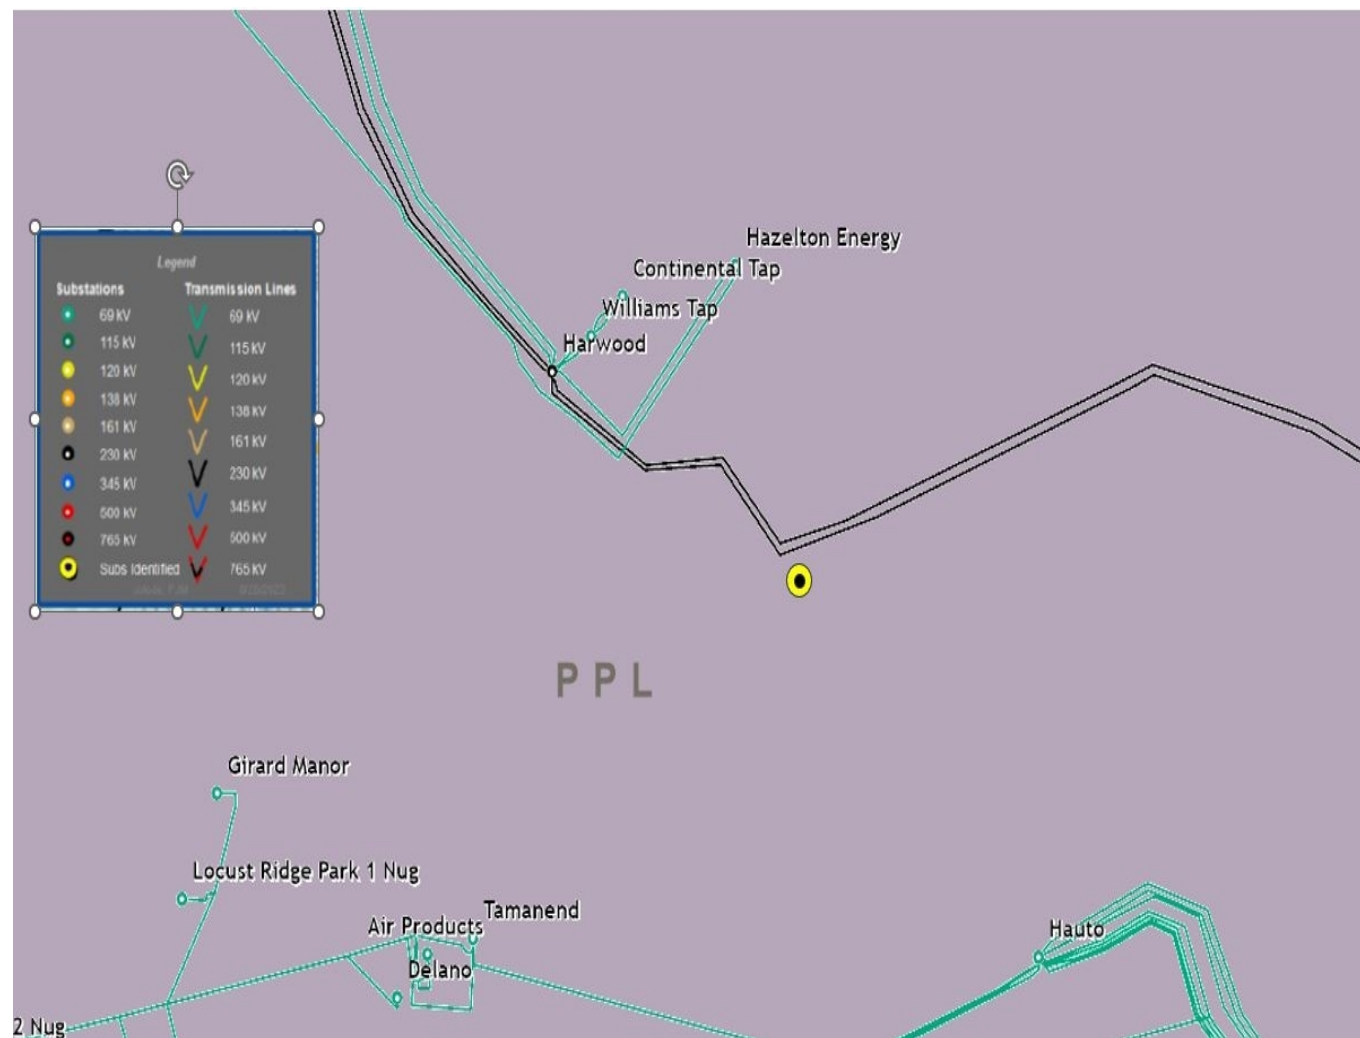 Hazelton Energy
Continental Tap
Williams Tap
Harwood
Legend
Substations Transmission Lines
69 kV 69 kV
115 kV 115 kV
120 kV 120 kV
138 kV 138 kV
161 kV 161 kV
230 kV 230 kV
345 kV 345 kV
500 kV 500 kV
765 kV 765 kV
Subs Identified
PPL
Girard Manor
Locust Ridge Park 1 Nug
Air Products
Tamanend
Delano
Hauto
2 Nug